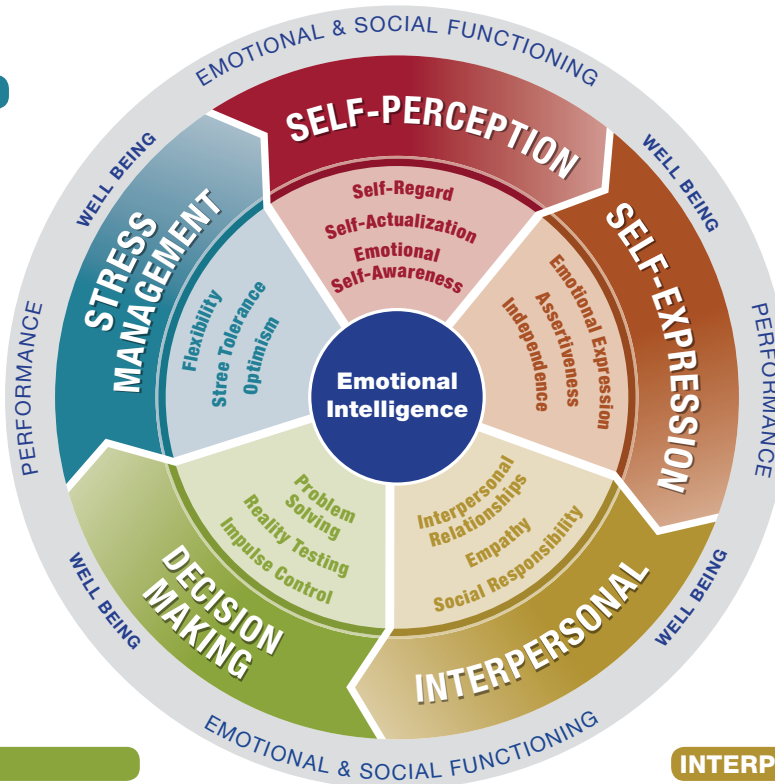 EMOTIONAL & SOCIAL FUNCTIONING
WELL BEING
WELL BEING
PERFORMANCE
PERFORMANCE
SELF-PERCEPTION
Self-Regard
Self-Actualization
Emotional
Self-Awareness
SELF-EXPRESSION
Emotional Expression
Assertiveness
Independence
STRESS
MANAGEMENT
Flexibility
Stree Tolerance
Optimism
Emotional
Intelligence
INTERPERSONAL
Interpersonal
Relationships
Empathy
Social Responsibility
DECISION
MAKING
Problem
Solving
Reality Testing
Impulse Control
WELL BEING
WELL BEING
EMOTIONAL & SOCIAL FUNCTIONING
INTERP